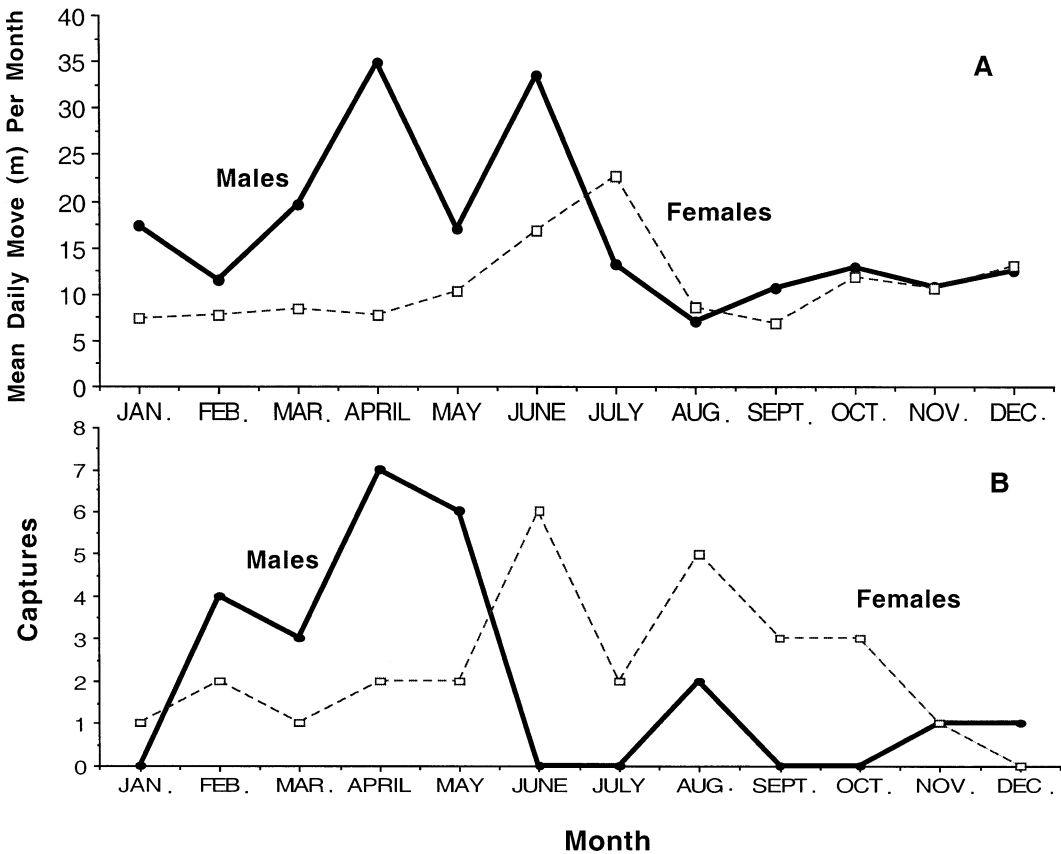 Mean Daily Move (m) Per Month
40
35
30
25
20
15
10
5
0
A
Males
Females
JAN. FEB. MAR. APRIL MAY JUNE JULY AUG. SEPT. OCT. NOV. DEC.
Captures
8
7
6
5
4
3
2
1
0
B
Males
Females
JAN. FEB. MAR. APRIL MAY JUNE JULY AUG. SEPT. OCT. NOV. DEC.
Month